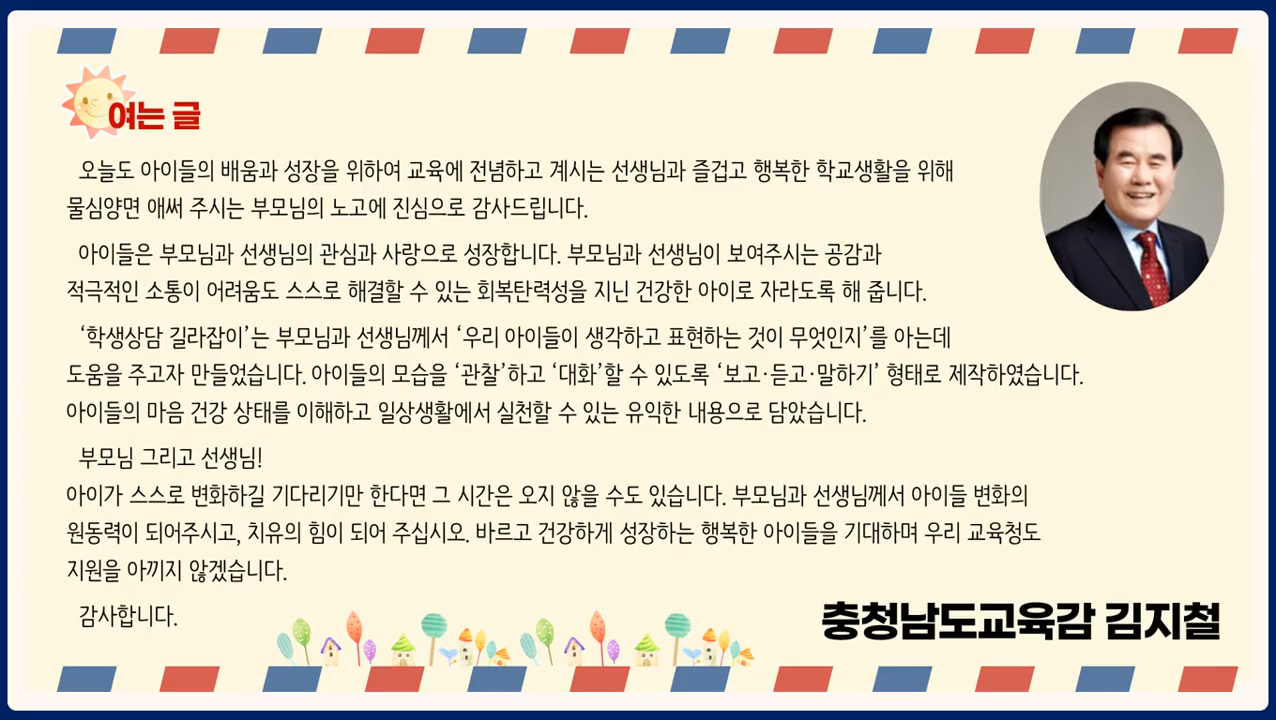 여는 글
오늘도 아이들의 배움과 성장을 위하여 교육에 전념하고 계시는 선생님과 즐겁고 행복한 학교생활을 위해
물심양면 애써 주시는 부모님의 노고에 진심으로 감사드립니다.
아이들은 부모님과 선생님의 관심과 사랑으로 성장합니다. 부모님과 선생님이 보여주시는 공감과
적극적인 소통이 어려움도 스스로 해결할 수 있는 회복탄력성을 지닌 건강한 아이로 자라도록 해 줍니다.
‘학생상담 길라잡이’는 부모님과 선생님께서 ‘우리 아이들이 생각하고 표현하는 것이 무엇인지’를 아는데
도움을 주고자 만들었습니다. 아이들의 모습을 ‘관찰’하고 ‘대화’할 수 있도록 ‘보고·듣고·말하기’ 형태로 제작하였습니다.
아이들의 마음 건강 상태를 이해하고 일상생활에서 실천할 수 있는 유익한 내용으로 담았습니다.
부모님 그리고 선생님!
아이가 스스로 변화하길 기다리기만 한다면 그 시간은 오지 않을 수도 있습니다. 부모님과 선생님께서 아이들 변화의
원동력이 되어주시고, 치유의 힘이 되어 주십시오. 바르고 건강하게 성장하는 행복한 아이들을 기대하며 우리 교육청도
지원을 아끼지 않겠습니다.
감사합니다.
충청남도교육감 김지철